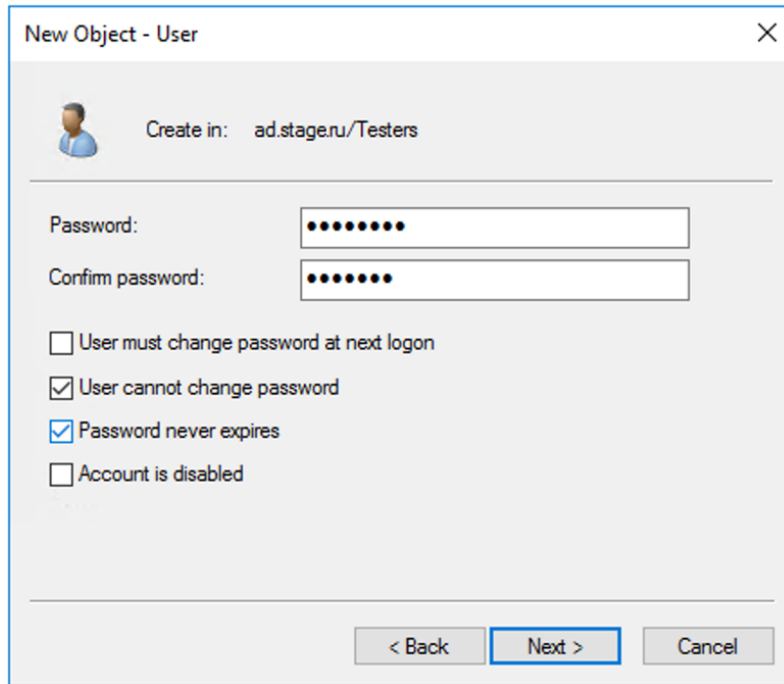 New Object - User
Create in: ad.stage.ru/Testers
Password: ●●●●●●●●
Confirm password: ●●●●●●●
User must change password at next logon
User cannot change password
Password never expires
Account is disabled
< Back Next > Cancel